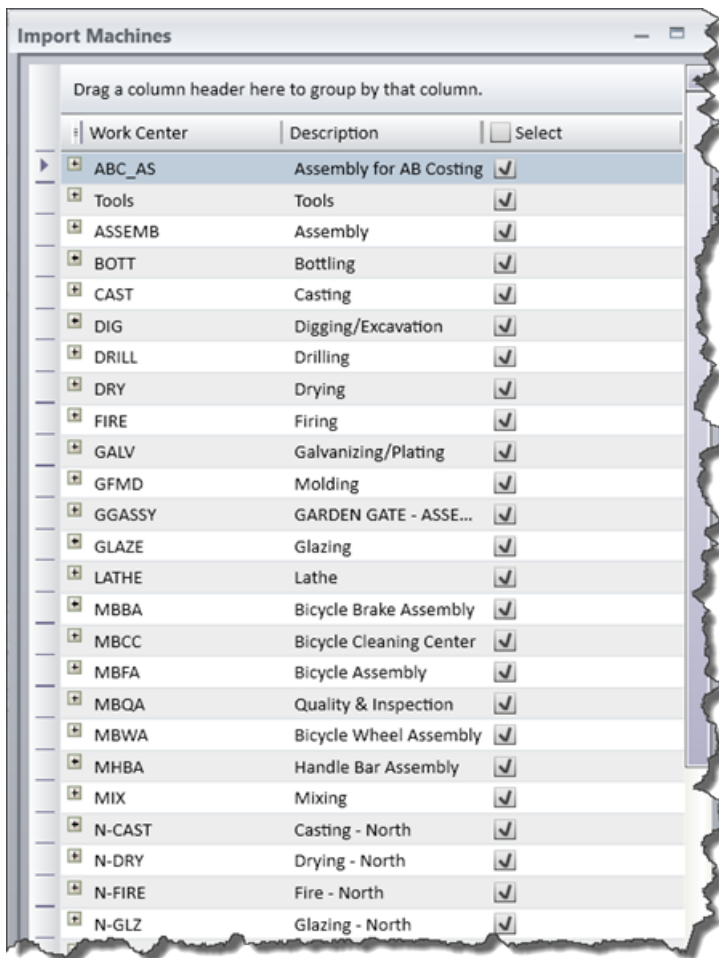 Import Machines
Drag a column header here to group by that column.
Work Center Description Select
ABC_AS Assembly for AB Costing
Tools Tools
ASSEMB Assembly
BOTT Bottling
CAST Casting
DIG Digging/Excavation
DRILL Drilling
DRY Drying
FIRE Firing
GALV Galvanizing/Plating
GFMD Molding
GGASSY GARDEN GATE - ASSE...
GLAZE Glazing
LATHE Lathe
MBBA Bicycle Brake Assembly
MBCC Bicycle Cleaning Center
MBFA Bicycle Assembly
MBQA Quality & Inspection
MBWA Bicycle Wheel Assembly
MHBA Handle Bar Assembly
MIX Mixing
N-CAST Casting - North
N-DRY Drying - North
N-FIRE Fire - North
N-GLZ Glazing - North